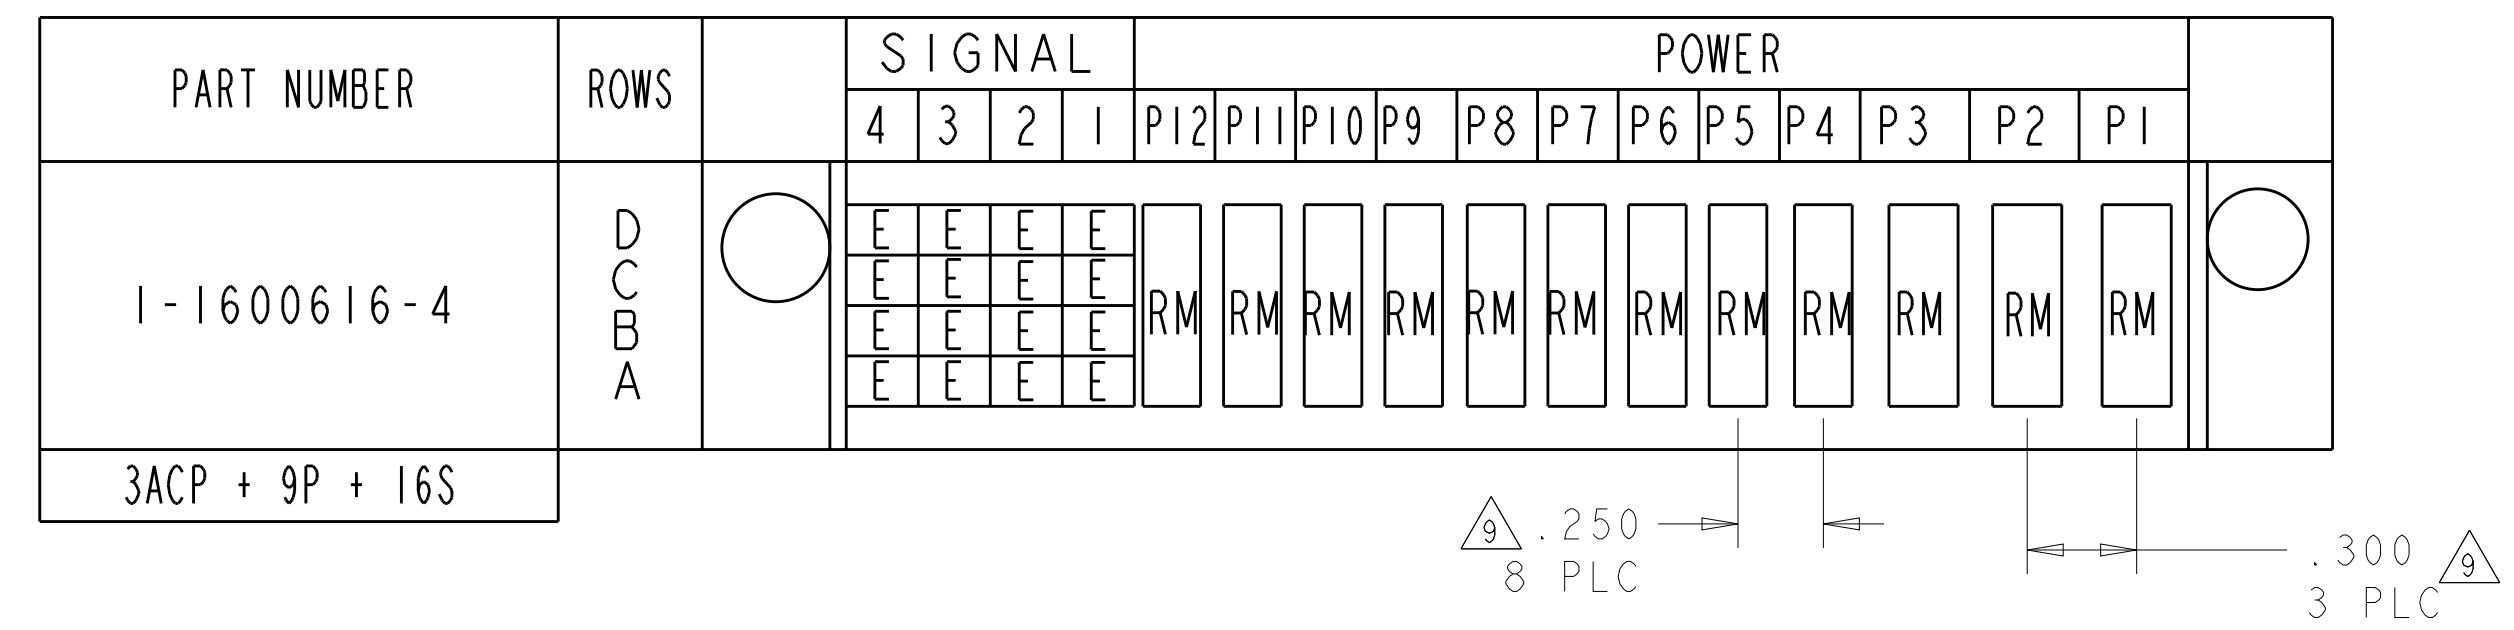 PART NUMBER ROWS SIGNAL POWER
4 3 2 1 P12 P11 P10 P9 P8 P7 P6 P5 P4 P3 P2 P1
D E E E E
C E E E E
1-1600616-4 RM RM RM RM RM RM RM RM RM RM RM RM
B E E E E
A E E E E
3ACP + 9P + 16S
9 .250
8 PLC
.300 9
3 PLC